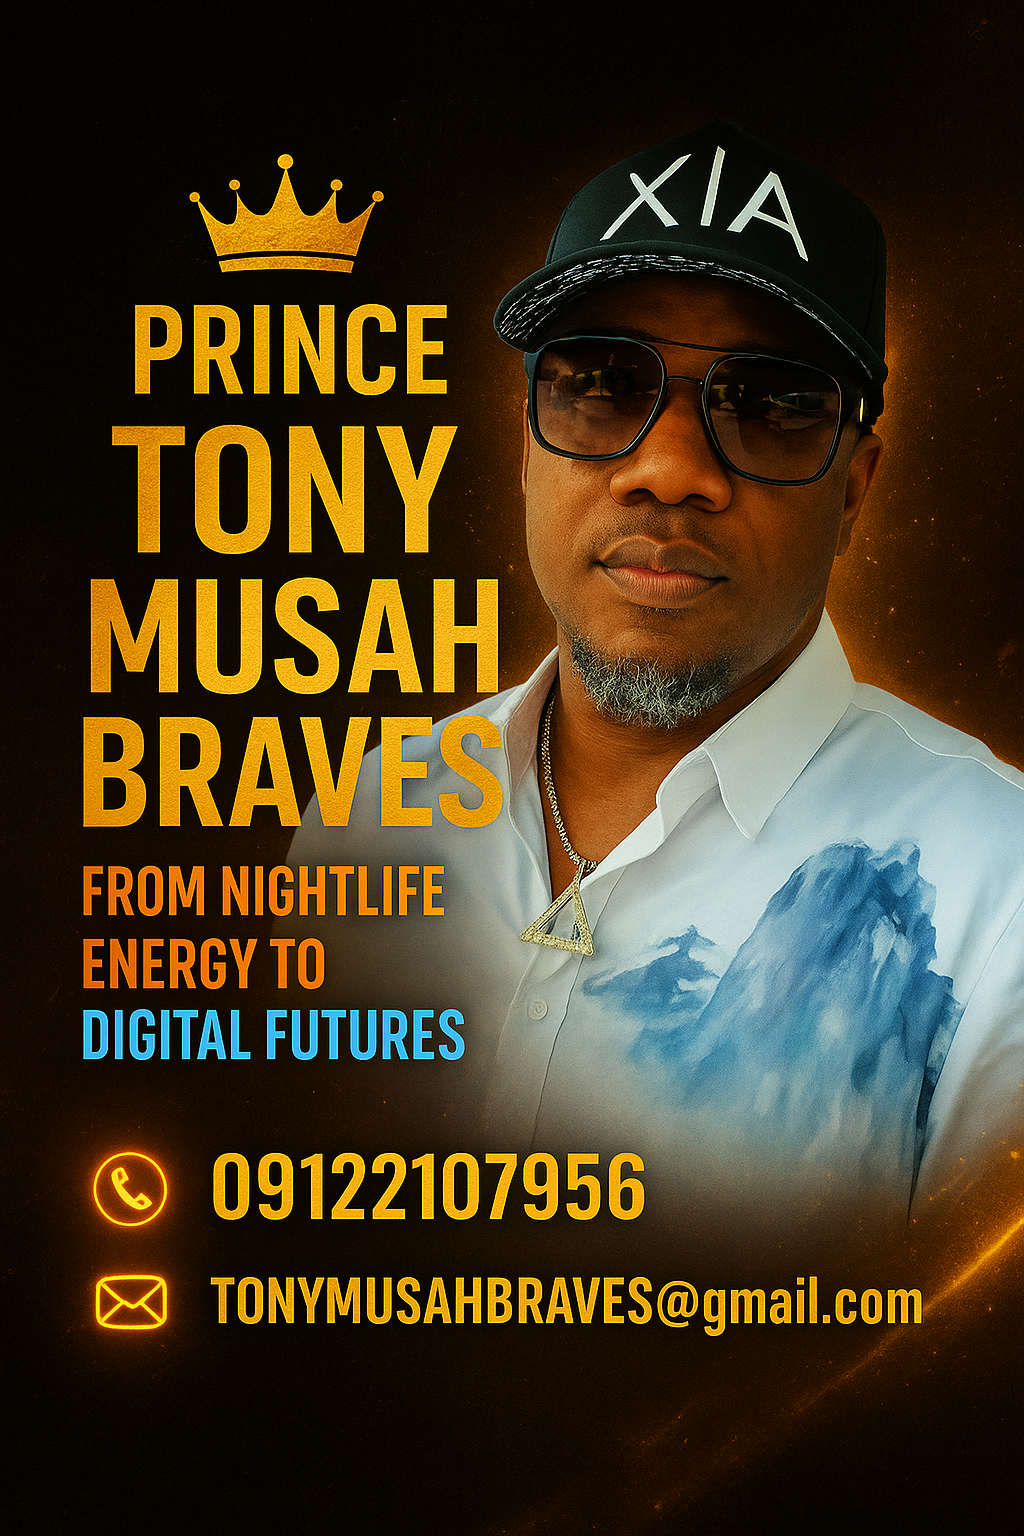 XIA
PRINCE
TONY
MUSAH
BRAVES
FROM NIGHTLIFE
ENERGY TO
DIGITAL FUTURES
09122107956
TONYMUSAHBRAVES@gmail.com